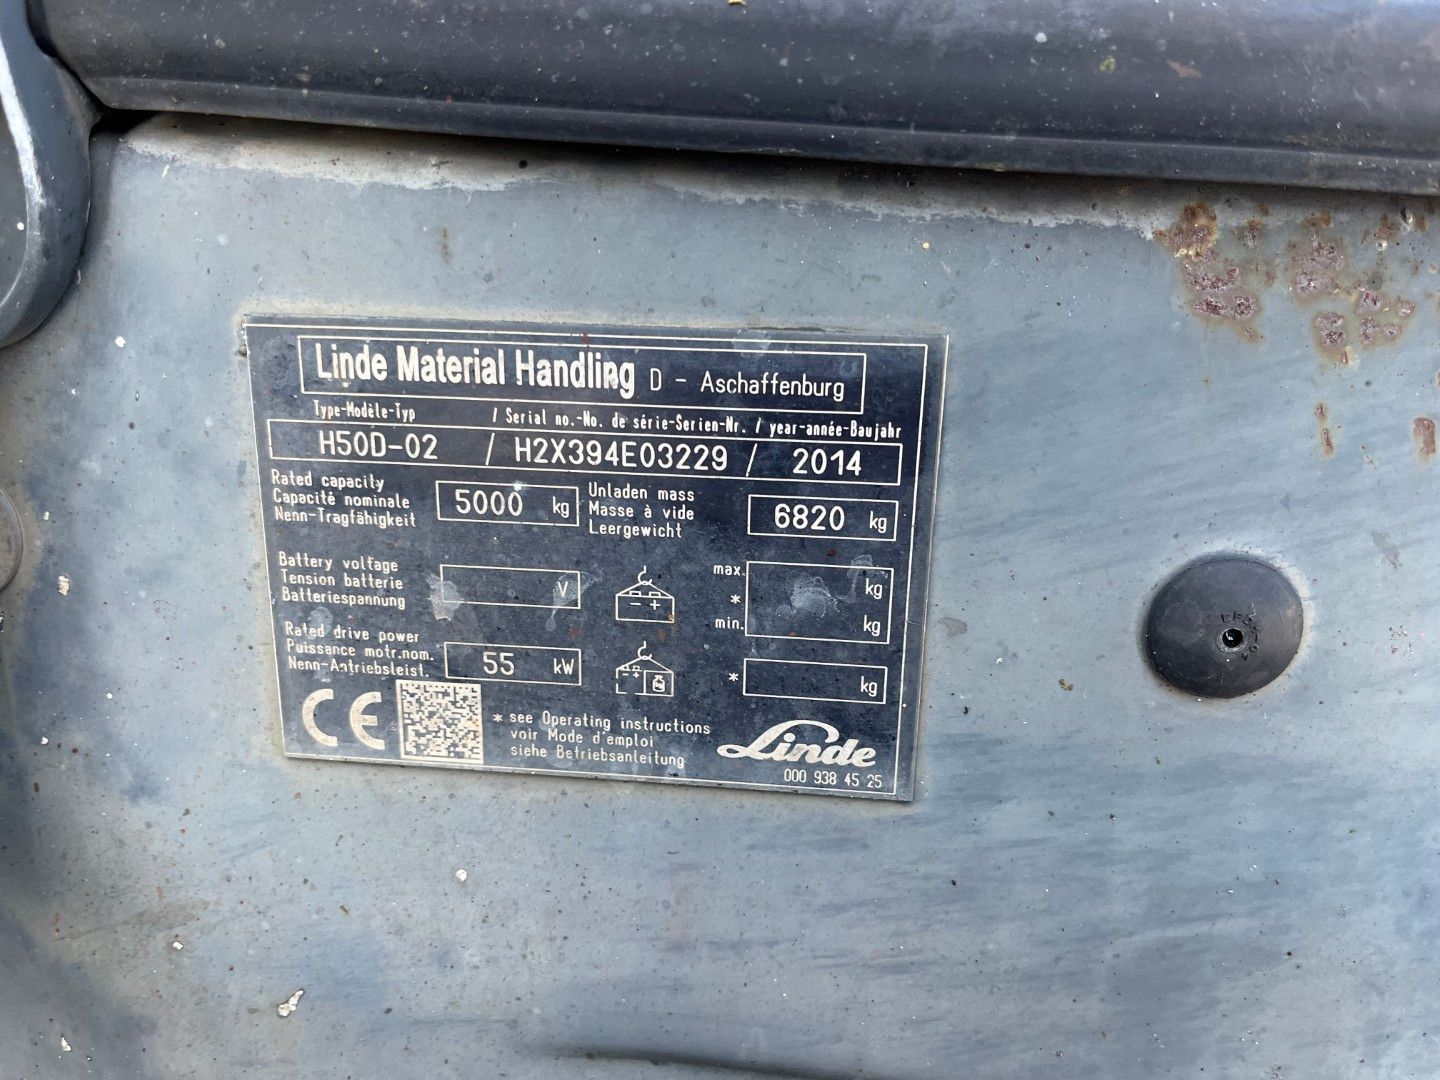 Linde Material Handling D - Aschaffenburg
Type-Modèle-Typ / Serial no.-No. de série-Serien-Nr. / year-année-Baujahr
H50D-02 / H2X394E03229 / 2014
Rated capacity
Capacité nominale
Nenn-Tragfähigkeit
5000 kg
Unladen mass
Masse à vide
Leergewicht
6820 kg
Battery voltage
Tension batterie
Batteriespannung
V
- +
max. kg
*
min. kg
Rated drive power
Puissance motr.nom.
Nenn-Antriebsleist.
55 kW
- +
* kg
CE
* see Operating instructions
voir Mode d'emploi
siehe Betriebsanleitung
Linde
000 938 45 25